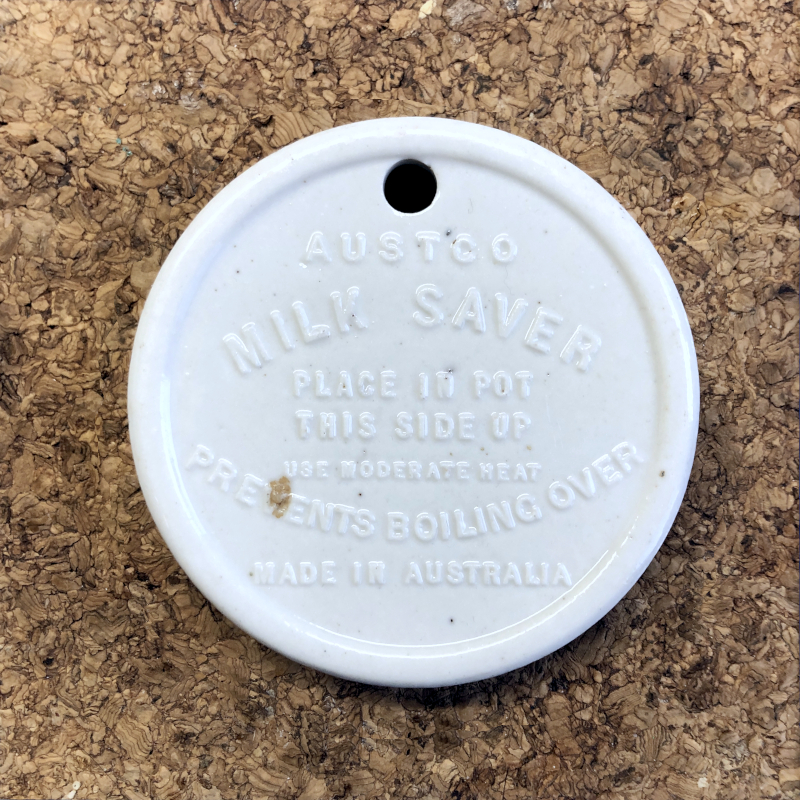 AUSTCO
MILK SAVER
PLACE IN POT
THIS SIDE UP
USE MODERATE HEAT
PREVENTS BOILING OVER
MADE IN AUSTRALIA